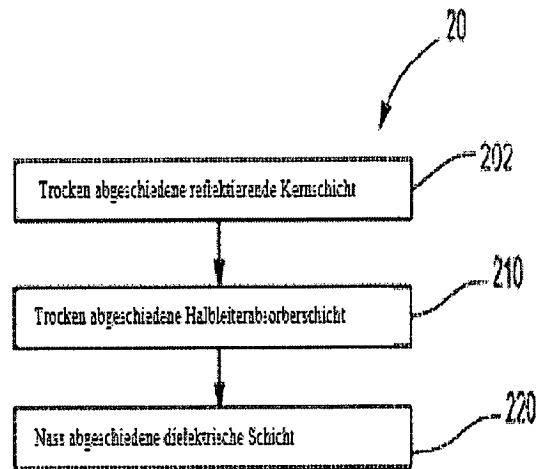 20
202
Trocken abgeschiedene reflektierende Kernschicht
210
Trocken abgeschiedene Halbleiterabsorberschicht
220
Nass abgeschiedene dielektrische Schicht